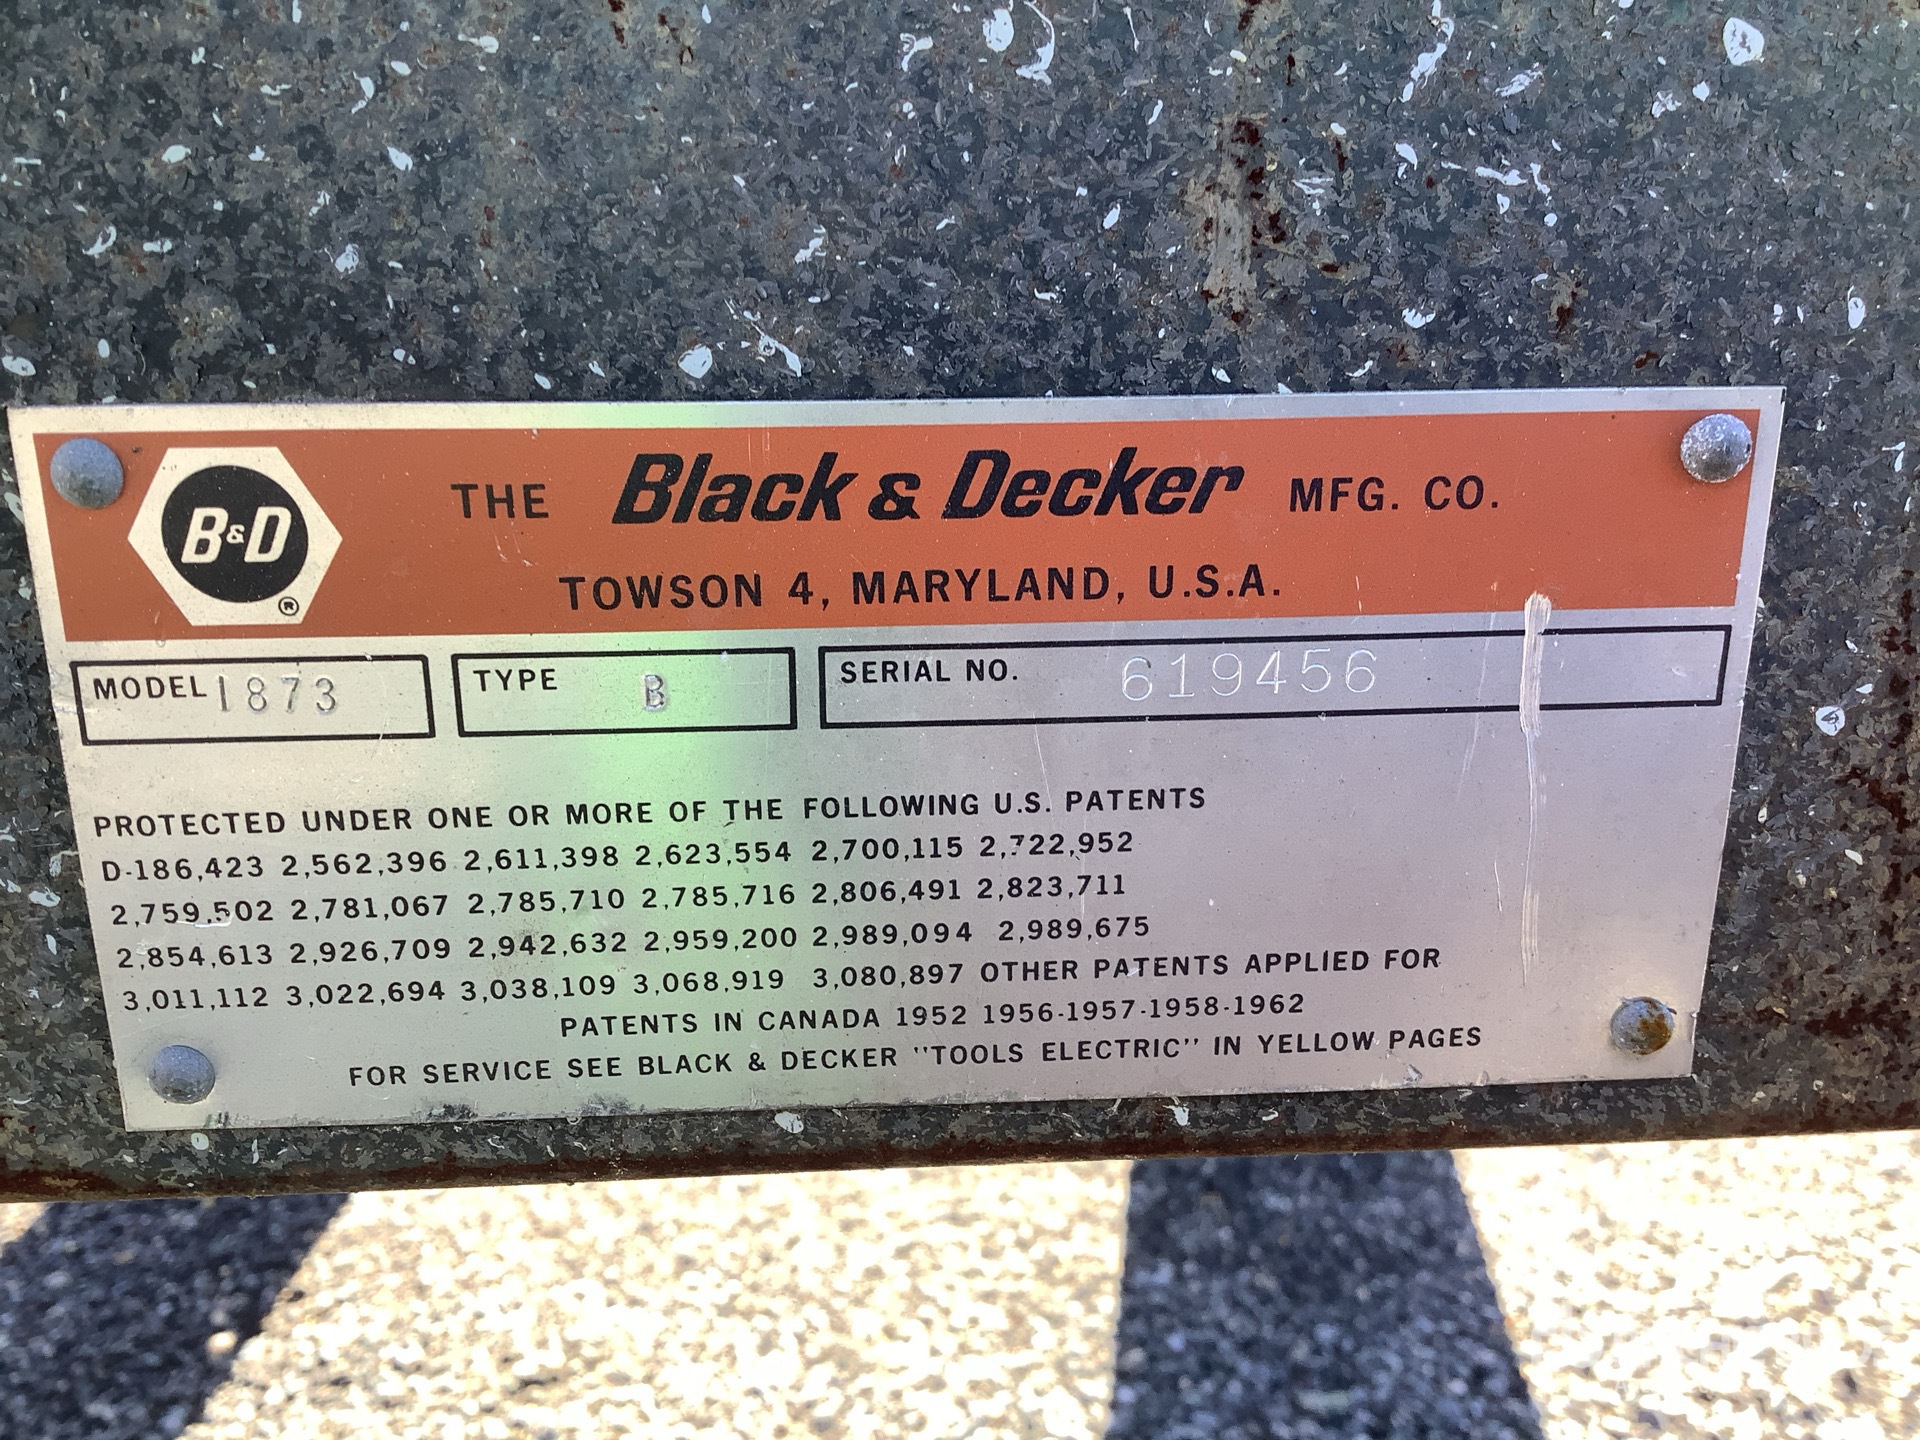 B&D ®
THE Black & Decker MFG. CO.
TOWSON 4, MARYLAND, U.S.A.
MODEL 1873 TYPE B SERIAL NO. 619456
PROTECTED UNDER ONE OR MORE OF THE FOLLOWING U.S. PATENTS
D-186,423 2,562,396 2,611,398 2,623,554 2,700,115 2,722,952
2,759,502 2,781,067 2,785,710 2,785,716 2,806,491 2,823,711
2,854,613 2,926,709 2,942,632 2,959,200 2,989,094 2,989,675
3,011,112 3,022,694 3,038,109 3,068,919 3,080,897 OTHER PATENTS APPLIED FOR
PATENTS IN CANADA 1952 1956-1957-1958-1962
FOR SERVICE SEE BLACK & DECKER "TOOLS ELECTRIC" IN YELLOW PAGES